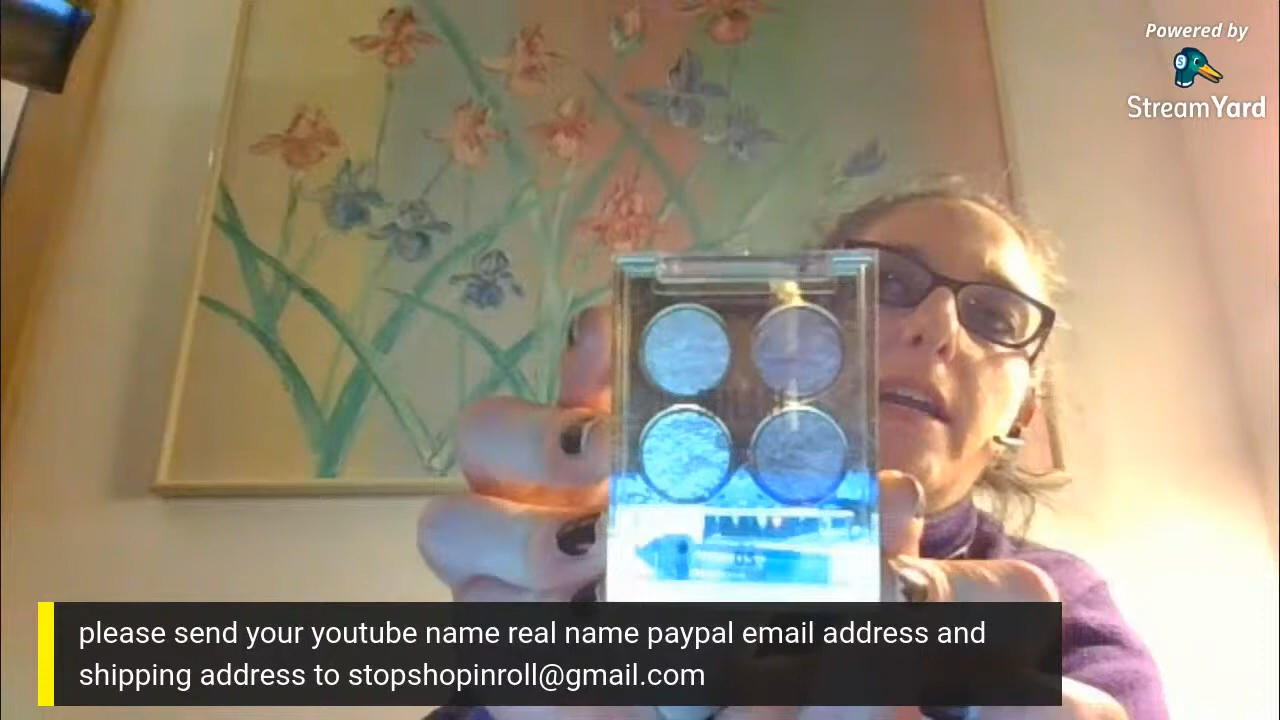 Powered by
StreamYard
please send your youtube name real name paypal email address and
shipping address to stopshopinroll@gmail.com